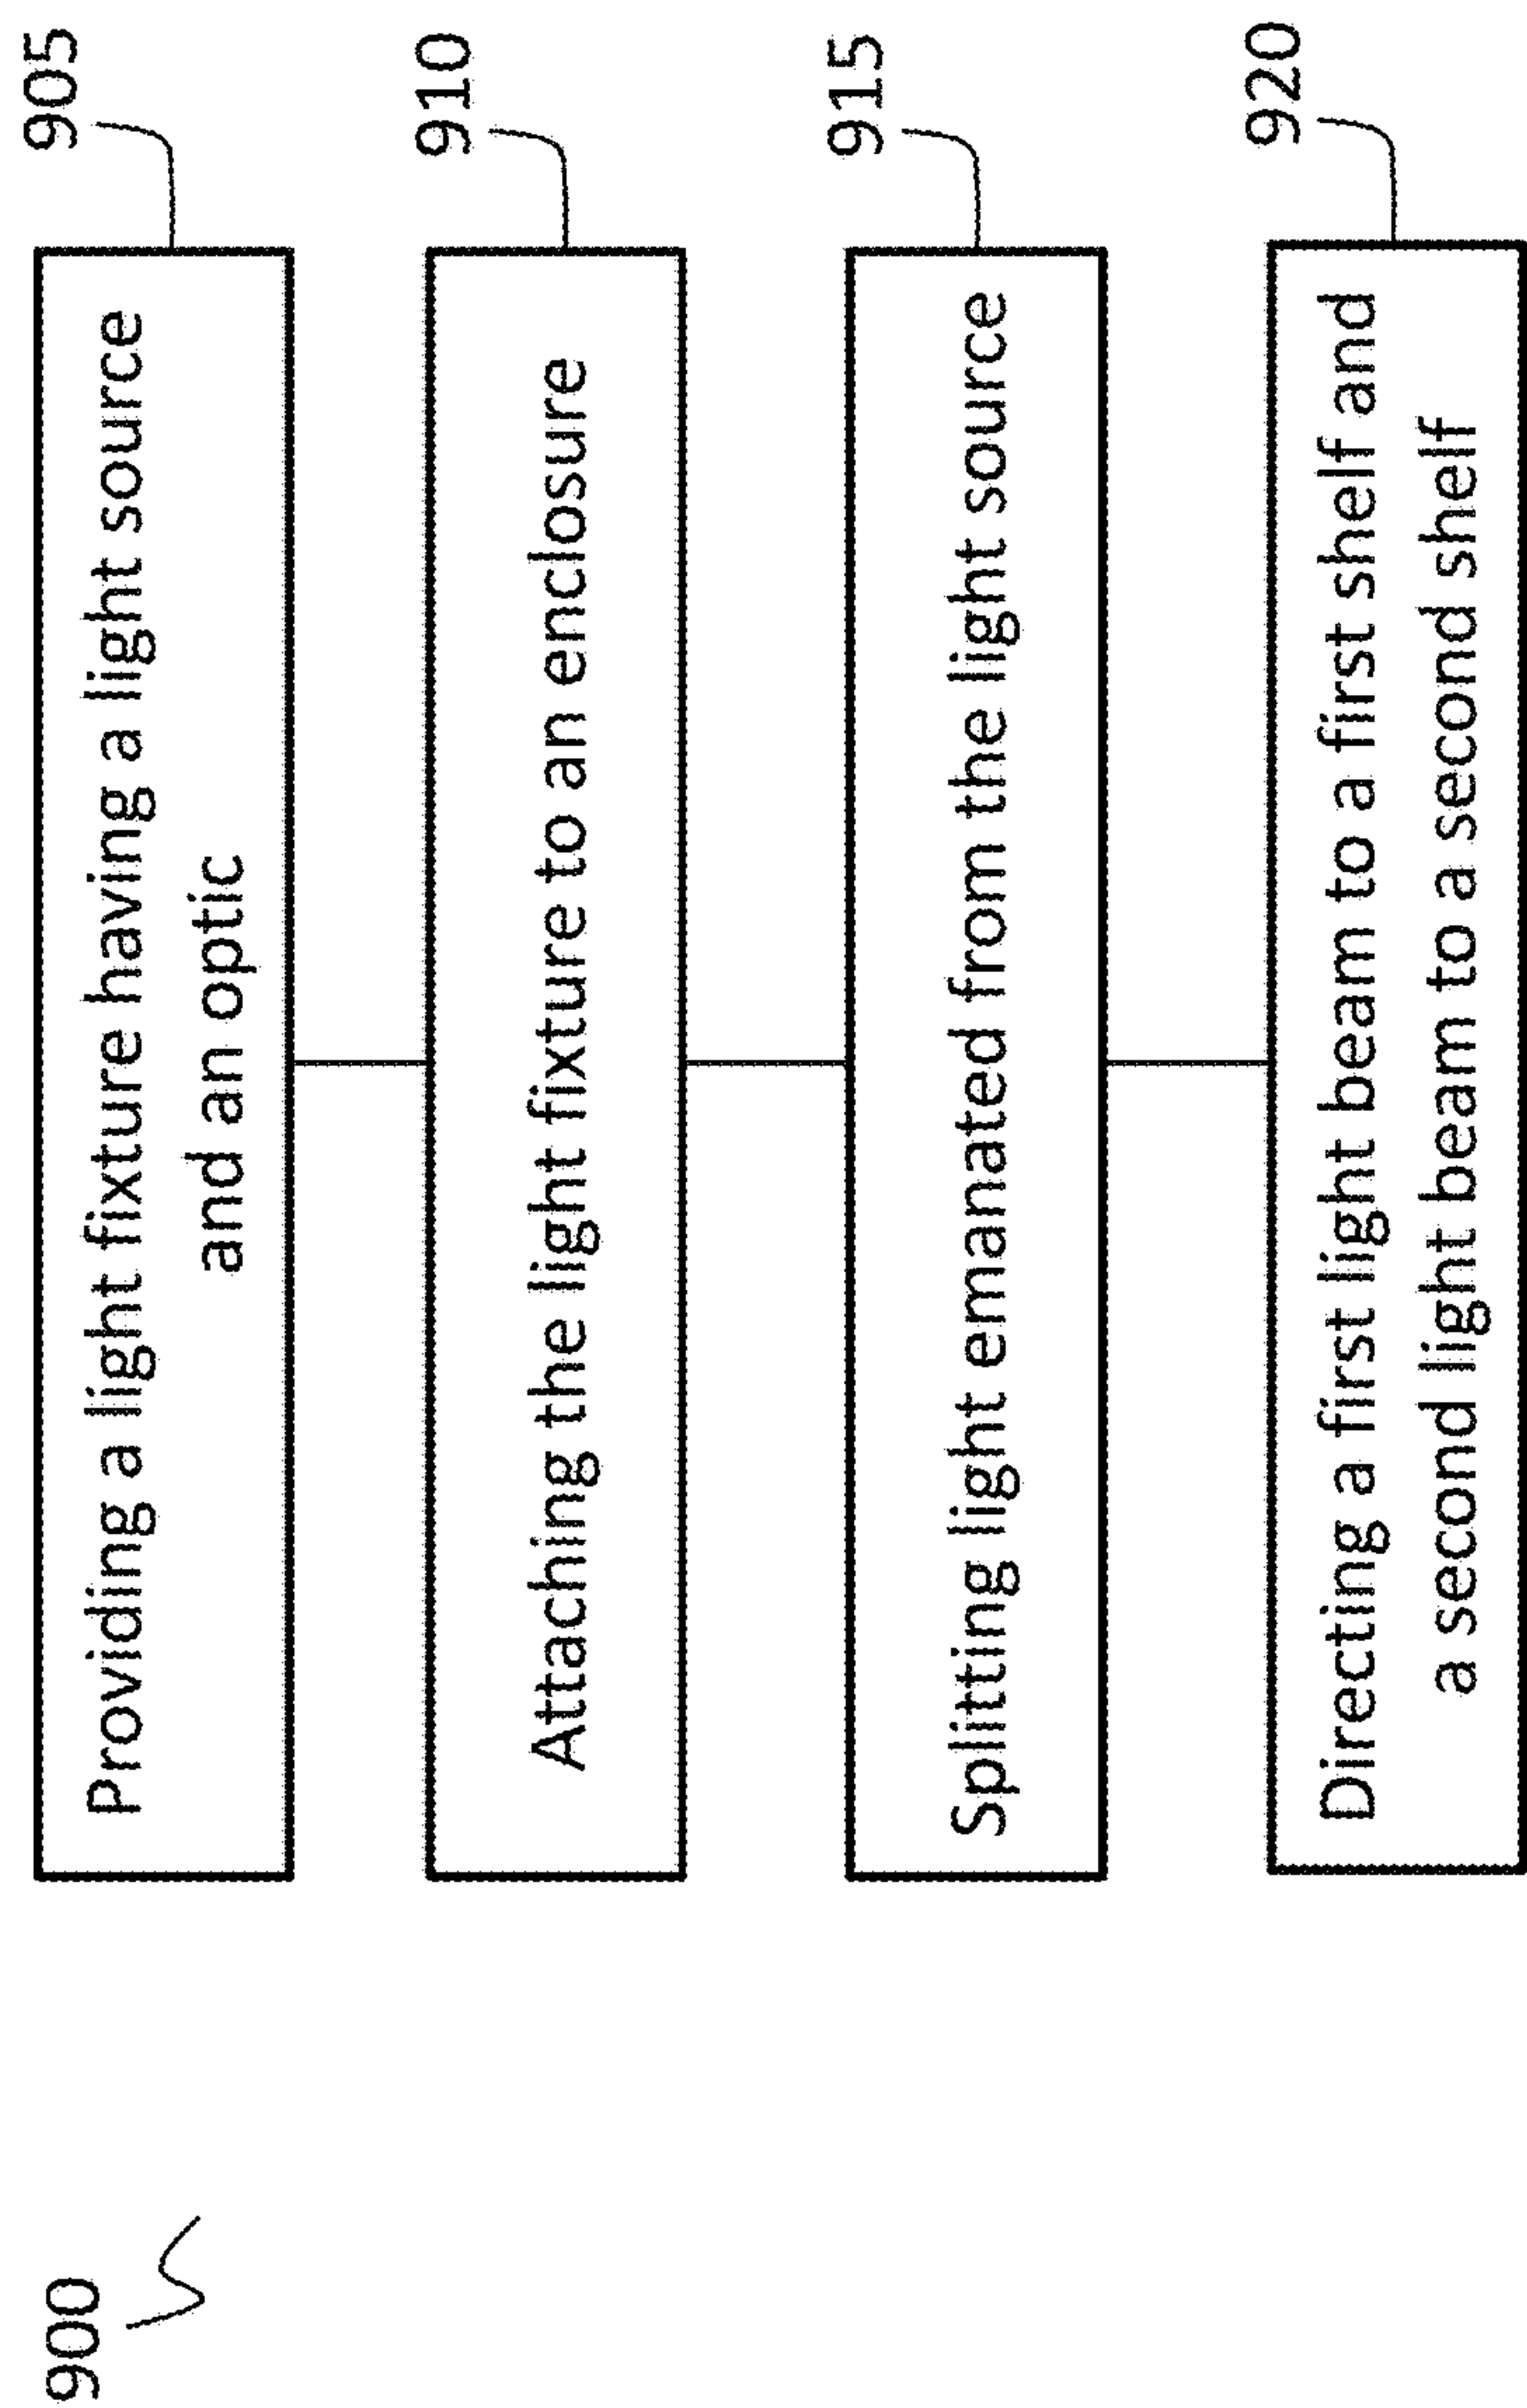 900
905
Providing a light fixture having a light source
and an optic
910
Attaching the light fixture to an enclosure
915
Splitting light emanated from the light source
920
Directing a first light beam to a first shelf and
a second light beam to a second shelf